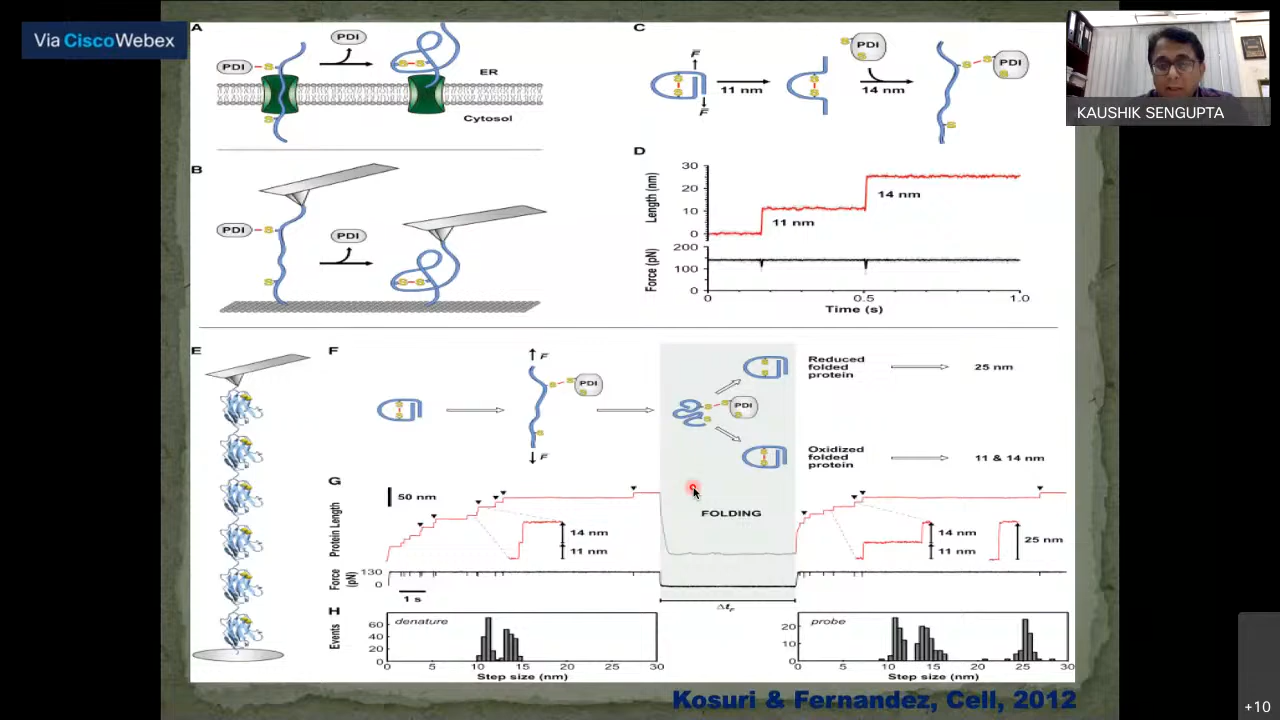 Via CiscoWebex
KAUSHIK SENGUPTA
A
PDI
PDI
S
S
S-S
ER
Cytosol
B
PDI
PDI
S
S
S-S
C
F
F
S
S
11 nm
S
S
S
PDI
S
14 nm
S
S
PDI
S
S
D
Length (nm)
30
20
10
0
11 nm
14 nm
Force (pN)
200
100
0
0
0.5
1.0
Time (s)
E
F
S
S
F
S
S
PDI
S
S
F
S
S
S
PDI
S
S
S
S
S
Reduced
folded
protein
25 nm
Oxidized
folded
protein
11 & 14 nm
G
50 nm
Protein Length
14 nm
11 nm
FOLDING
14 nm
11 nm
25 nm
Force
(pN)
130
0
1 s
ΔtF
H
Events
denature
60
40
20
0
0
5
10
15
20
25
30
Step size (nm)
probe
20
10
0
0
5
10
15
20
25
30
Step size (nm)
Kosuri & Fernandez, Cell, 2012
+10